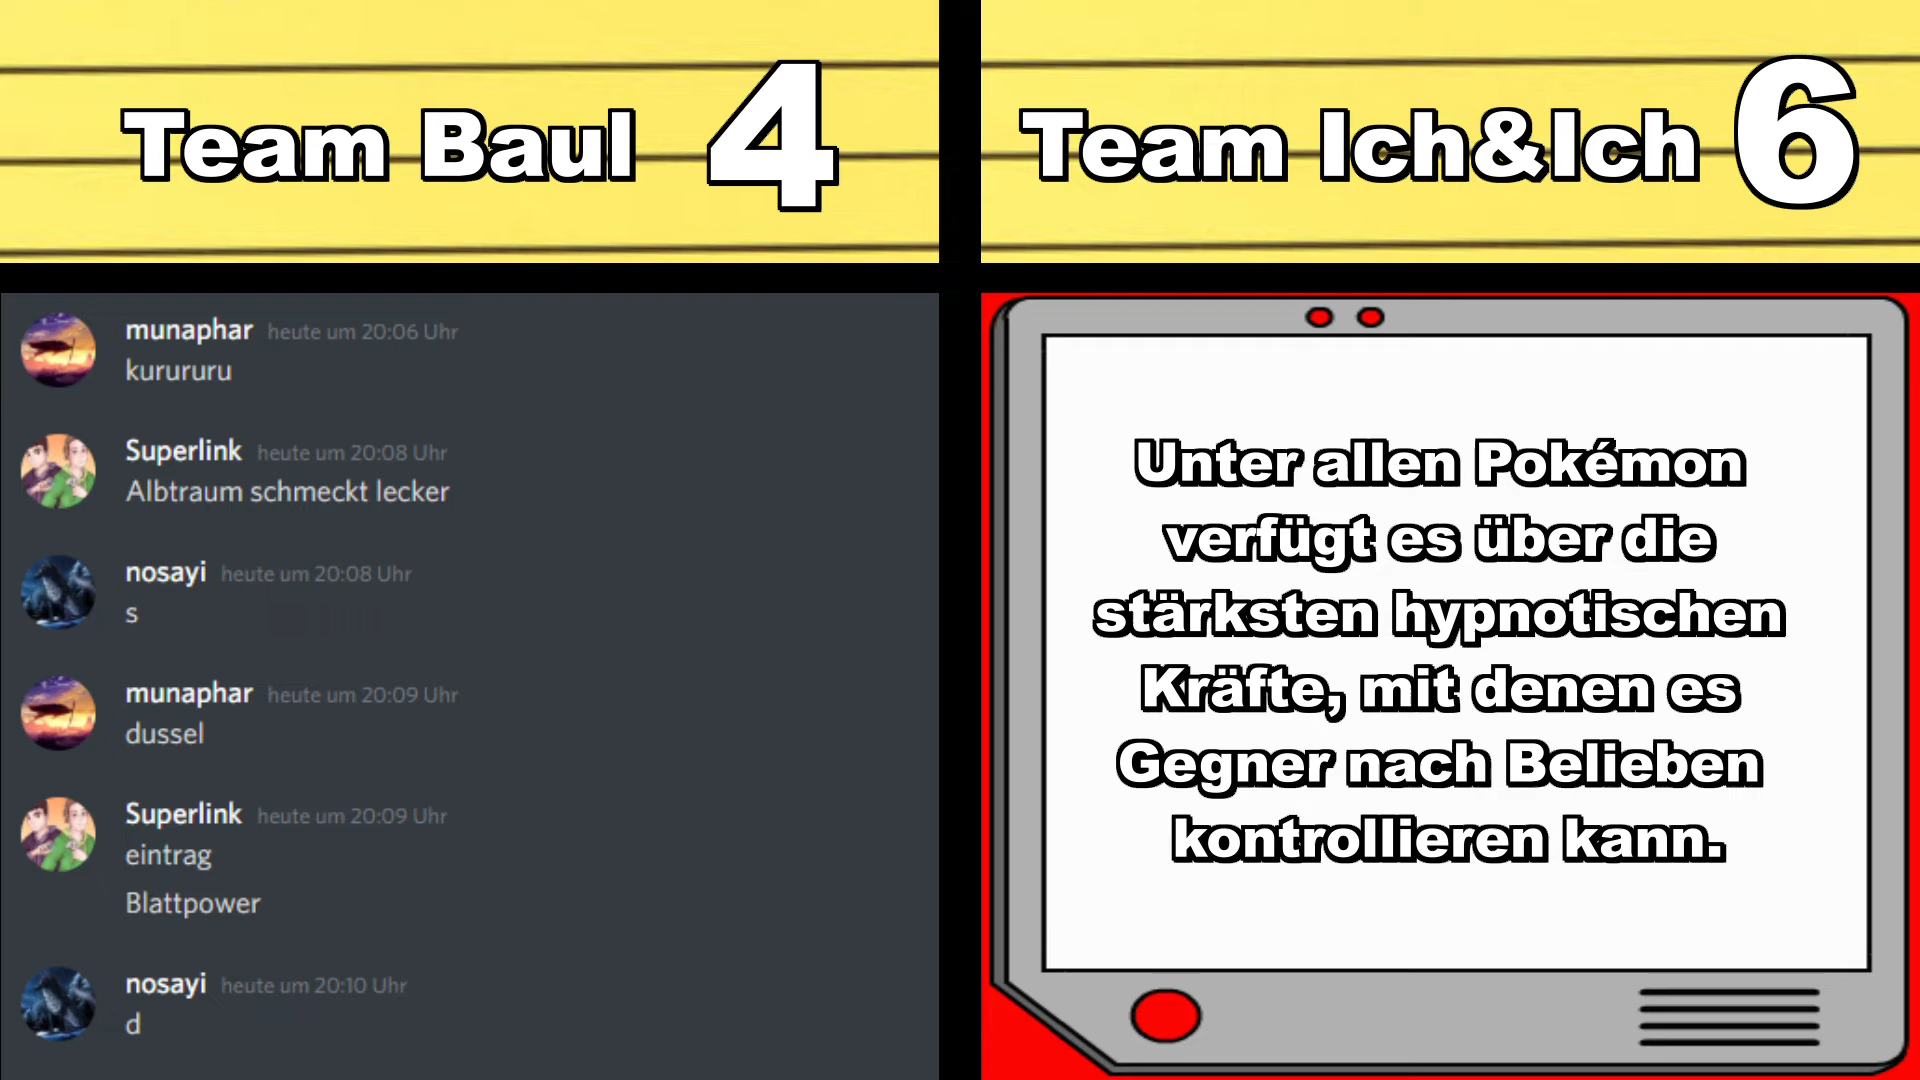 Team Baul 4
Team Ich&Ich 6
munaphar heute um 20:06 Uhr
kurururu
Superlink heute um 20:08 Uhr
Albtraum schmeckt lecker
nosayi heute um 20:08 Uhr
s
munaphar heute um 20:09 Uhr
dussel
Superlink heute um 20:09 Uhr
eintrag
Blattpower
nosayi heute um 20:10 Uhr
d
Unter allen Pokémon
verfügt es über die
stärksten hypnotischen
Kräfte, mit denen es
Gegner nach Belieben
kontrollieren kann.